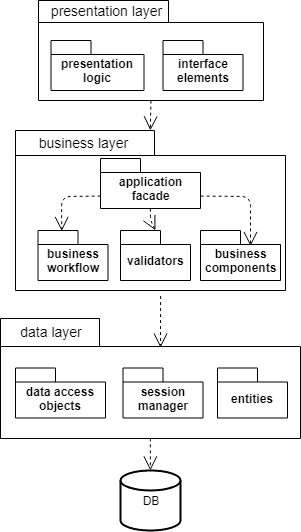 presentation layer
presentation
logic
interface
elements
business layer
application
facade
business
workflow
validators
business
components
data layer
data access
objects
session
manager
entities
DB